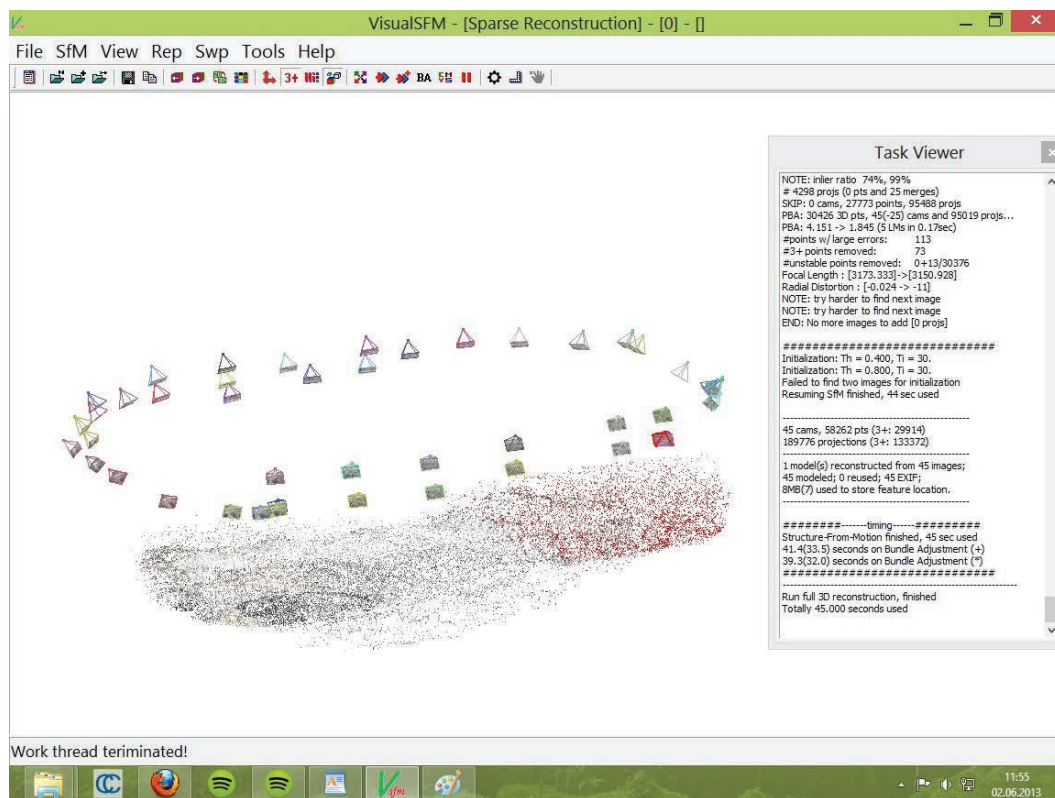 VisualSFM - [Sparse Reconstruction] - [0] - []
File SfM View Rep Swp Tools Help
3+ BA
Task Viewer
NOTE: inlier ratio 74%, 99%
# 4298 projs (0 pts and 25 merges)
SKIP: 0 cams, 27773 points, 95488 projs
PBA: 30426 3D pts, 45(-25) cams and 95019 projs...
PBA: 4.151 -> 1.845 (5 LMs in 0.17sec)
#points w/ large errors: 113
#3+ points removed: 73
#unstable points removed: 0+13/30376
Focal Length : [3173.333]->[3150.928]
Radial Distortion : [-0.024 -> -11]
NOTE: try harder to find next image
NOTE: try harder to find next image
END: No more images to add [0 projs]
#############################
Initialization: Th = 0.400, Ti = 30.
Initialization: Th = 0.800, Ti = 30.
Failed to find two images for initialization
Resuming SfM finished, 44 sec used
----------------------------------------------------
45 cams, 58262 pts (3+: 29914)
189776 projections (3+: 133372)
----------------------------------------------------
1 model(s) reconstructed from 45 images;
45 modeled; 0 reused; 45 EXIF;
8MB(7) used to store feature location.
----------------------------------------------------
########-------timing------#########
Structure-From-Motion finished, 45 sec used
41.4(33.5) seconds on Bundle Adjustment (+)
39.3(32.0) seconds on Bundle Adjustment (*)
#############################
----------------------------------------------------------------
Run full 3D reconstruction, finished
Totally 45.000 seconds used
Work thread teriminated!
11:55
02.06.2013